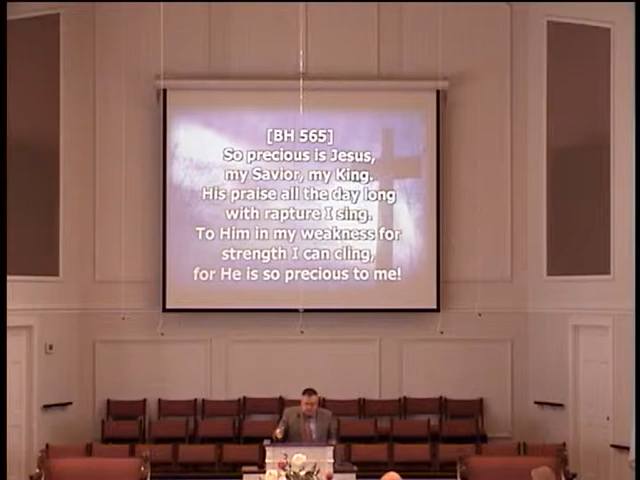 [BH 565]
So precious is Jesus,
my Savior, my King.
His praise all the day long
with rapture I sing.
To Him in my weakness for
strength I can cling,
for He is so precious to me!